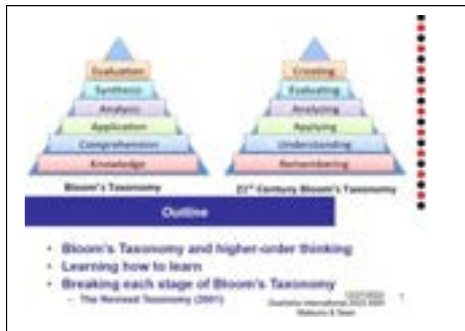 Evaluation
Synthesis
Analysis
Application
Comprehension
Knowledge
Bloom's Taxonomy
Creating
Evaluating
Analyzing
Applying
Understanding
Remembering
21st Century Bloom's Taxonomy
Outline
• Bloom's Taxonomy and higher-order thinking
• Learning how to learn
• Breaking each stage of Bloom's Taxonomy
– The Revised Taxonomy (2001)